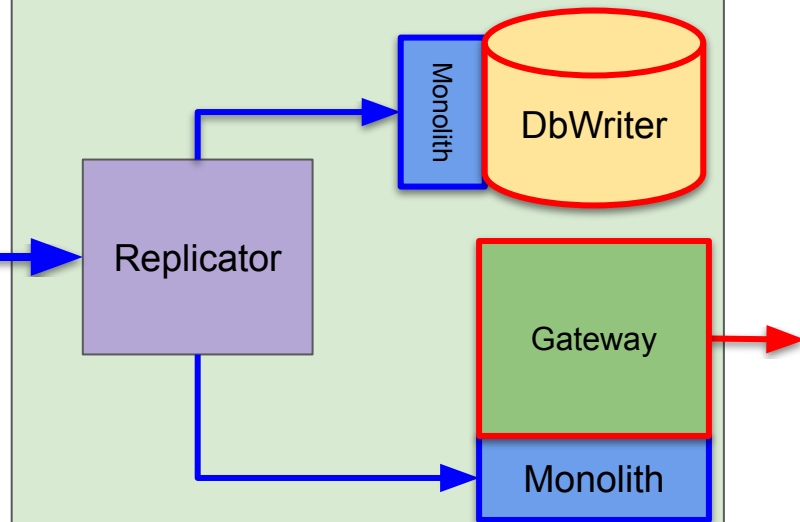 Monolith
DbWriter
Replicator
Gateway
Monolith